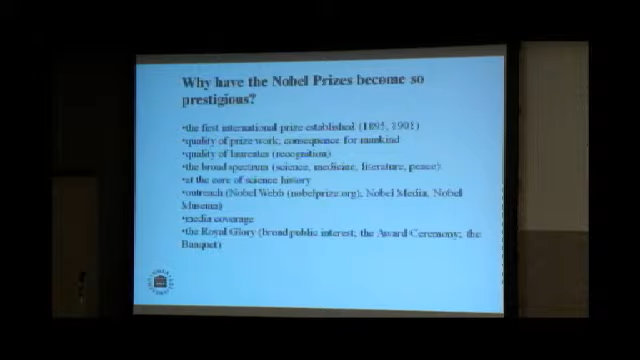 Why have the Nobel Prizes become so
prestigious?
•the first international prize established (1895, 1901)
•quality of prize work, consequence for mankind
•quality of laureates (recognition)
•the broad spectrum (science, medicine, literature, peace)
•at the core of science history
•outreach (Nobel Webb (nobelprize.org), Nobel Media, Nobel
Museum)
•media coverage
•the Royal Glory (broad public interest; the Award Ceremony; the
Banquet)